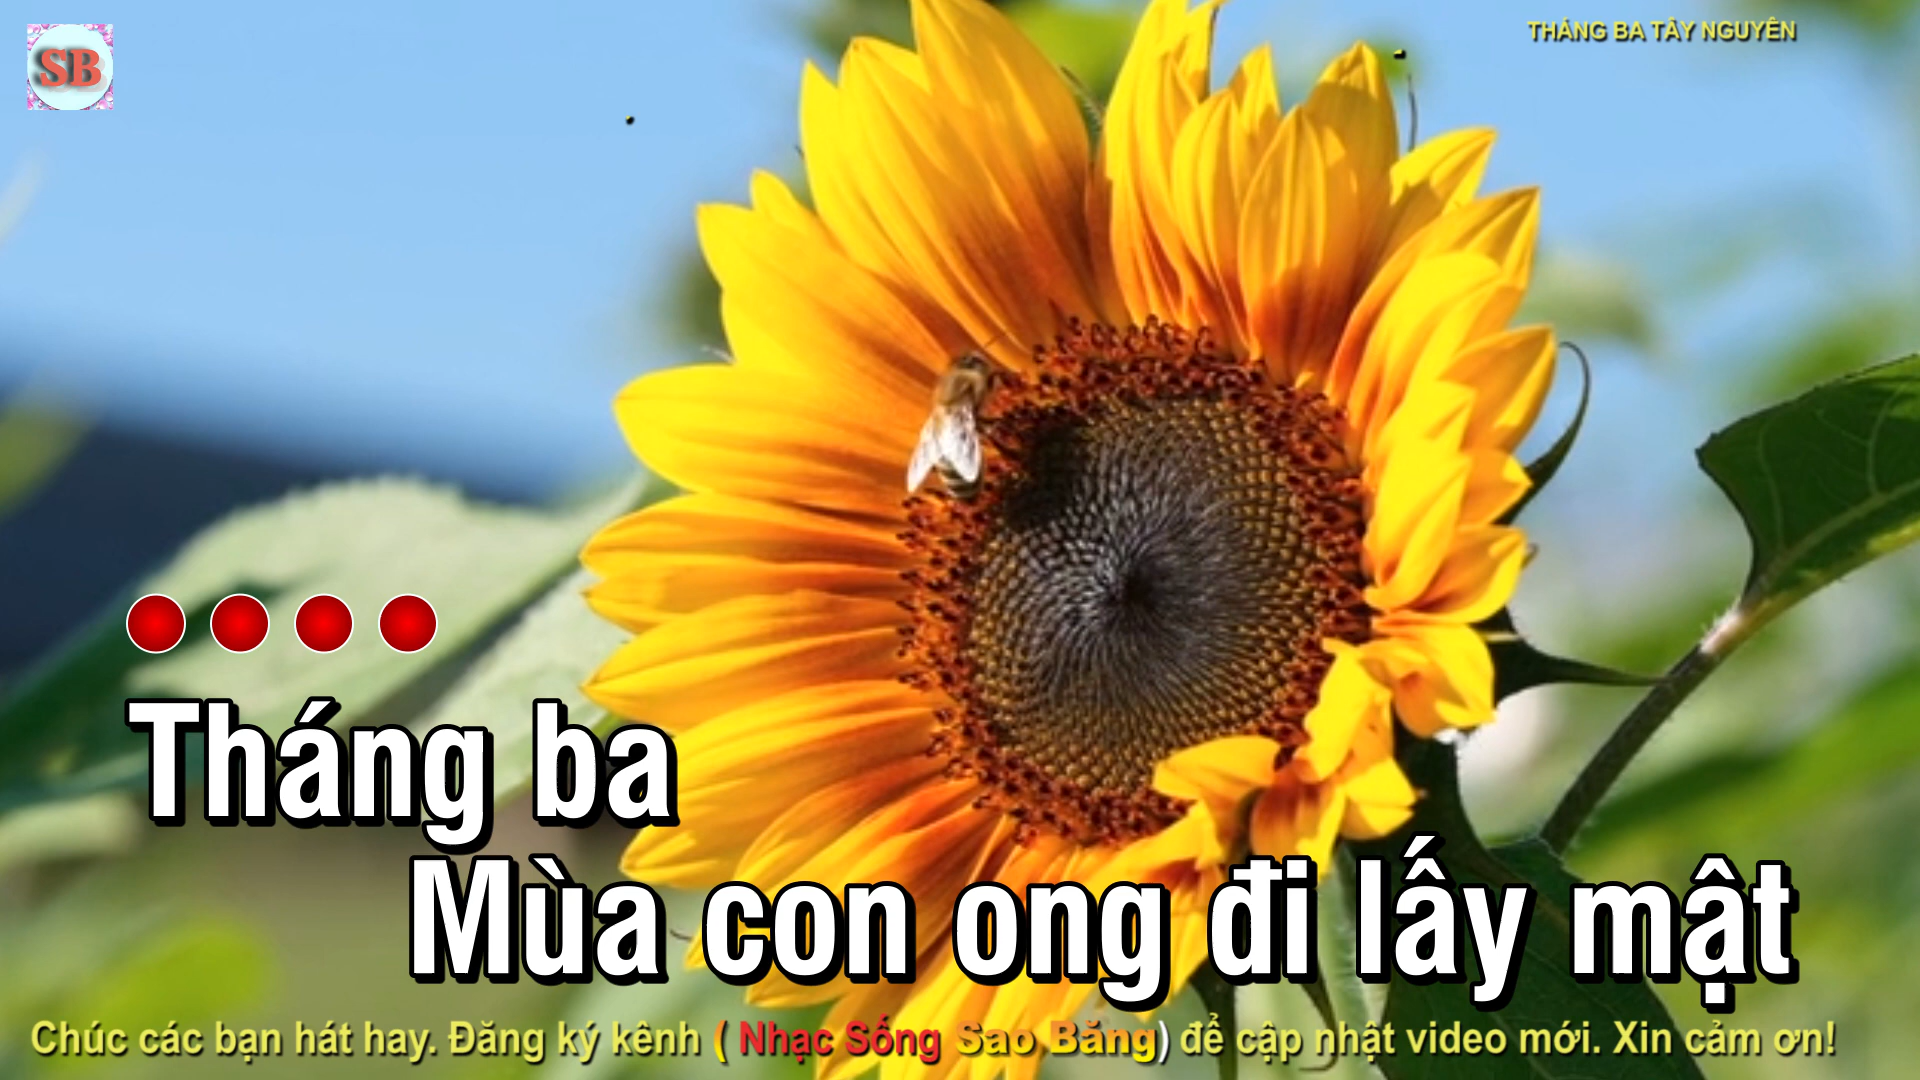 SB
THÁNG BA TÂY NGUYÊN
Tháng ba
Mùa con ong đi lấy mật
Chúc các bạn hát hay. Đăng ký kênh ( Nhạc Sống Sao Băng) để cập nhật video mới. Xin cảm ơn!